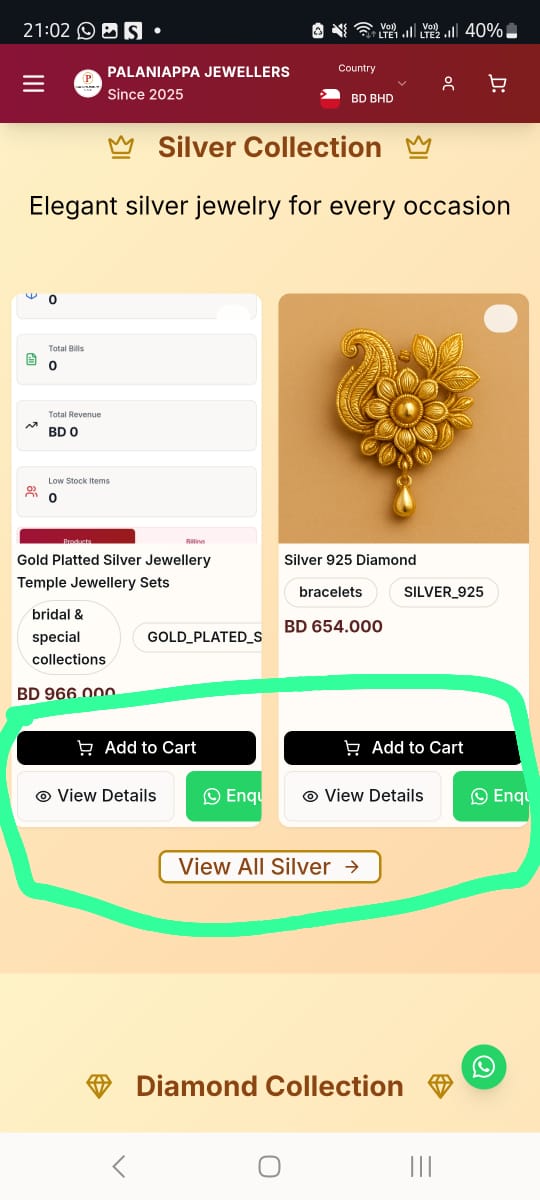 21:02
Vo)) LTE1
Vo)) LTE2
40%
PALANIAPPA JEWELLERS
Since 2025
Country
BD BHD
Silver Collection
Elegant silver jewelry for every occasion
0
Total Bills
0
Total Revenue
BD 0
Low Stock Items
0
Products
Billing
Gold Platted Silver Jewellery
Temple Jewellery Sets
bridal &
special
collections
GOLD_PLATED_S
BD 966.000
Add to Cart
View Details
Enqu
Silver 925 Diamond
bracelets
SILVER_925
BD 654.000
Add to Cart
View Details
Enqu
View All Silver
Diamond Collection